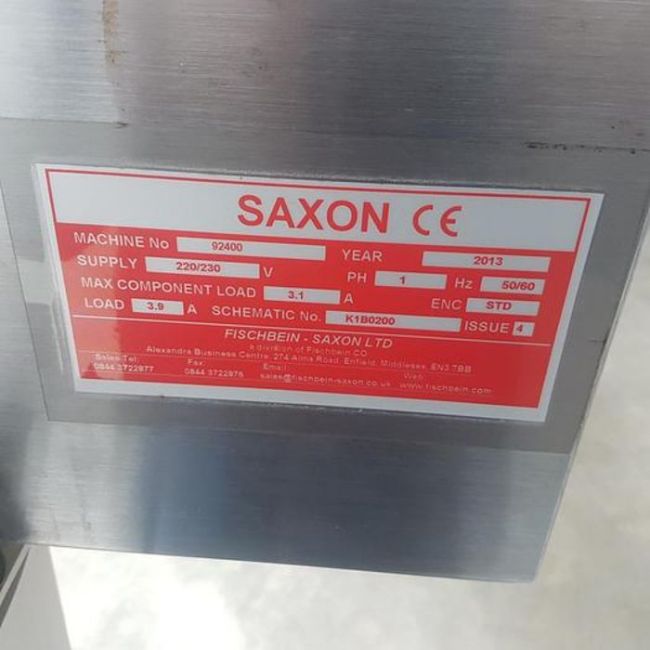 SAXON CE
MACHINE No 92400 YEAR 2013
SUPPLY 220/230 V PH 1 Hz 50/60
MAX COMPONENT LOAD 3.1 A ENC STD
LOAD 3.9 A SCHEMATIC No. K1B0200 ISSUE 4
FISCHBEIN - SAXON LTD
a division of Fischbein CO
Alexandra Business Centre, 274 Alma Road, Enfield, Middlesex, EN3 7BB
Sales Tel: Fax: Email: Web:
0844 3722877 0844 3722876 sales@fischbein-saxon.co.uk www.fischbein.com